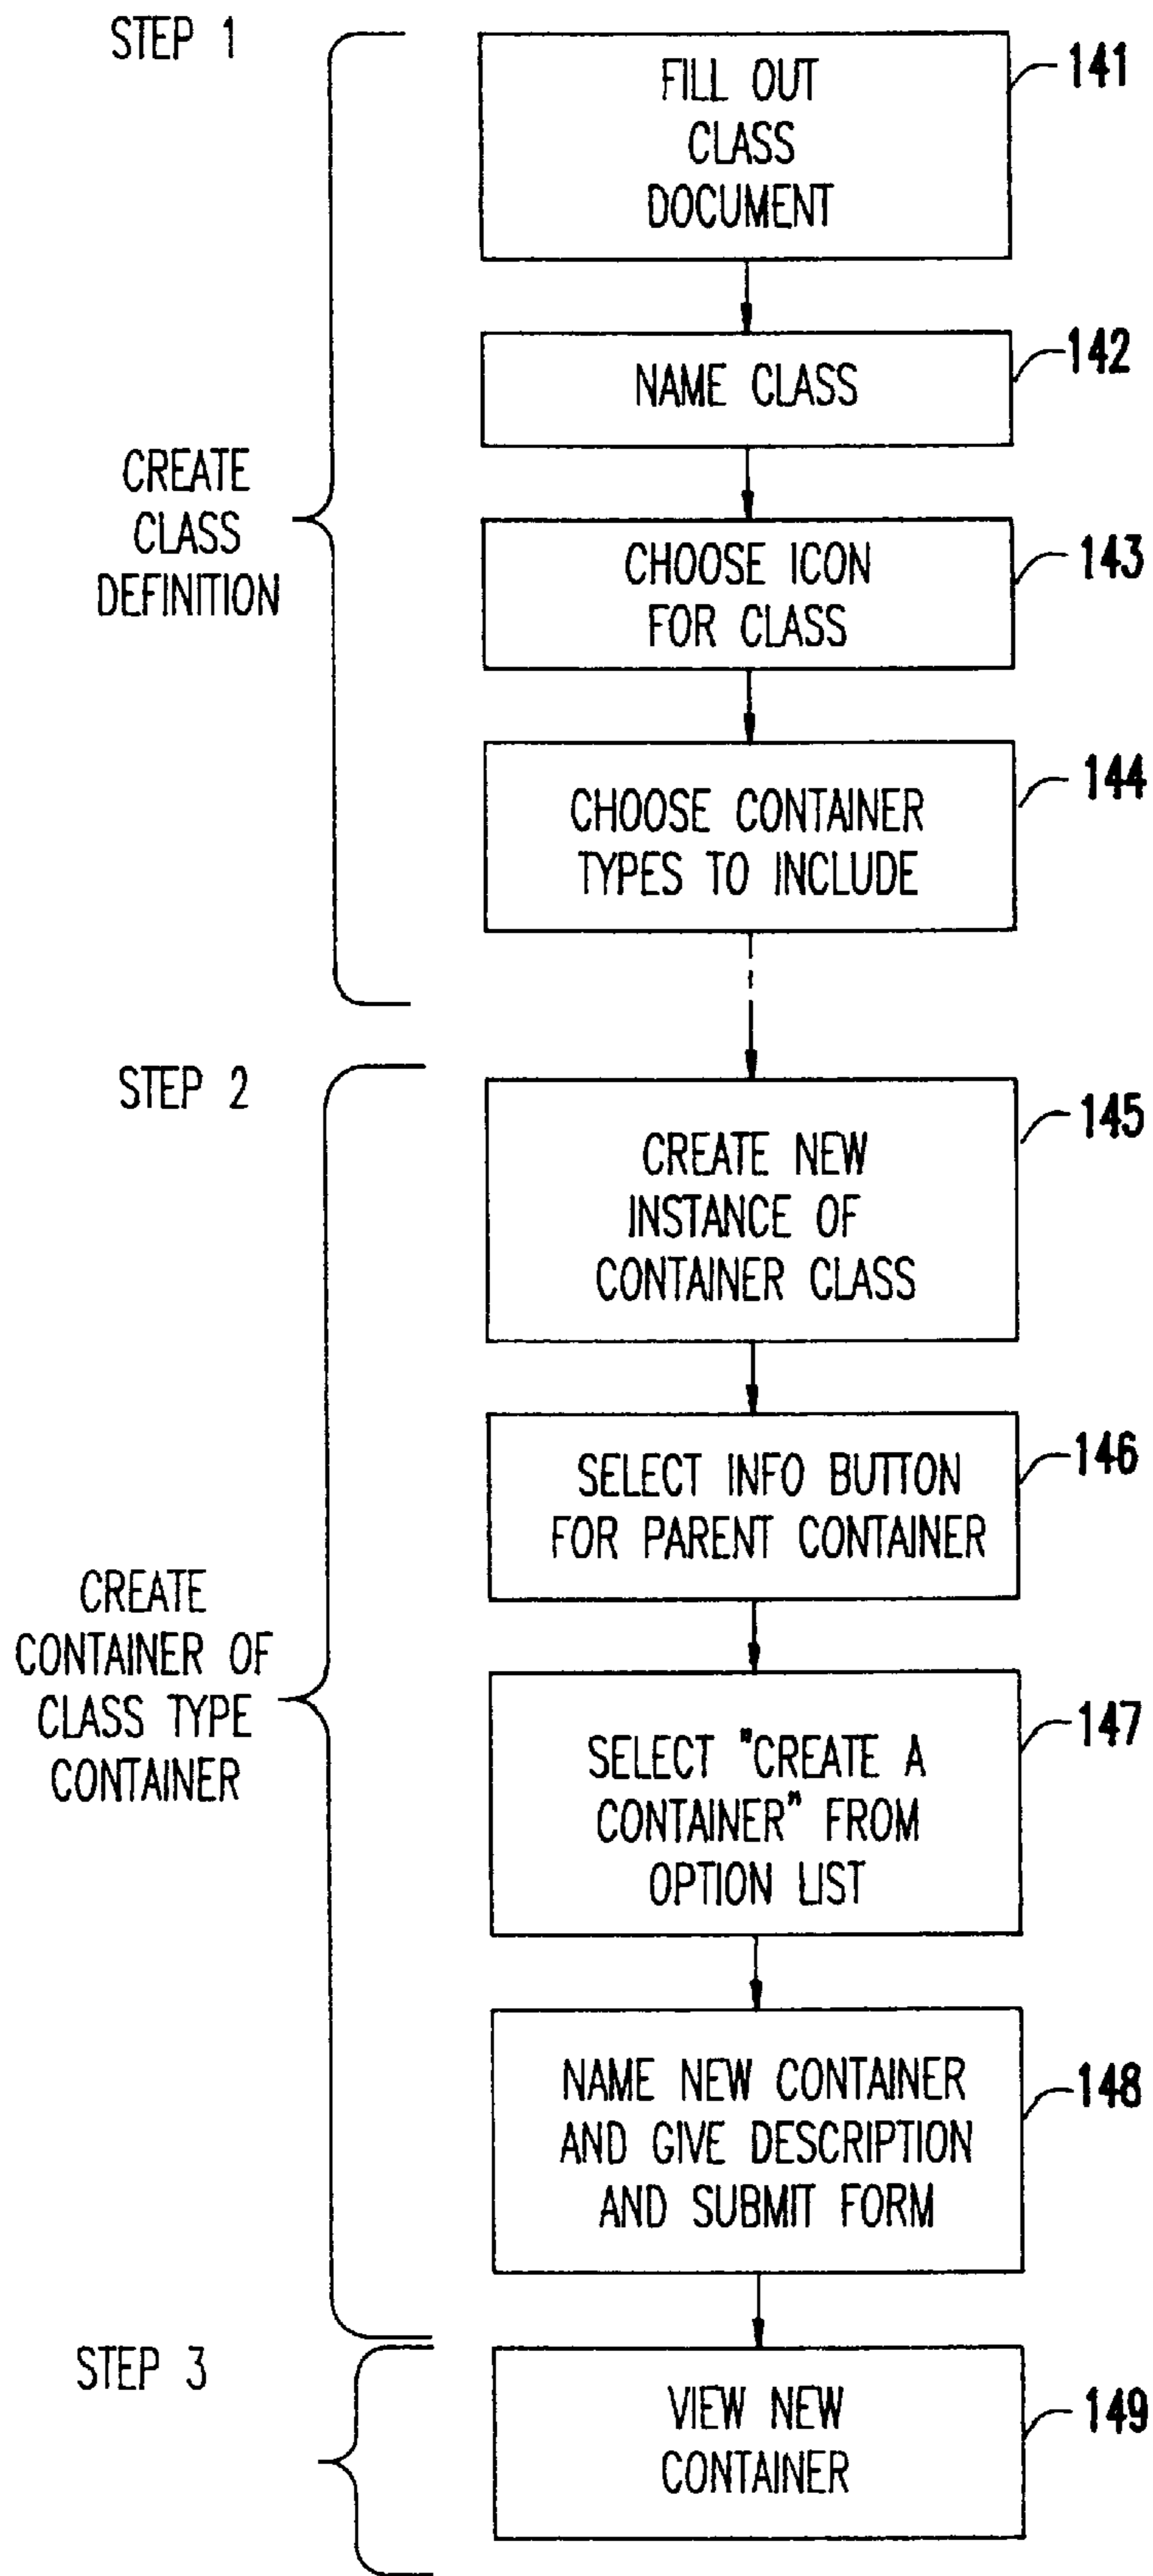 STEP 1
CREATE
CLASS
DEFINITION
FILL OUT
CLASS
DOCUMENT
141
NAME CLASS
142
CHOOSE ICON
FOR CLASS
143
CHOOSE CONTAINER
TYPES TO INCLUDE
144
STEP 2
CREATE
CONTAINER OF
CLASS TYPE
CONTAINER
CREATE NEW
INSTANCE OF
CONTAINER CLASS
145
SELECT INFO BUTTON
FOR PARENT CONTAINER
146
SELECT "CREATE A
CONTAINER" FROM
OPTION LIST
147
NAME NEW CONTAINER
AND GIVE DESCRIPTION
AND SUBMIT FORM
148
STEP 3
VIEW NEW
CONTAINER
149